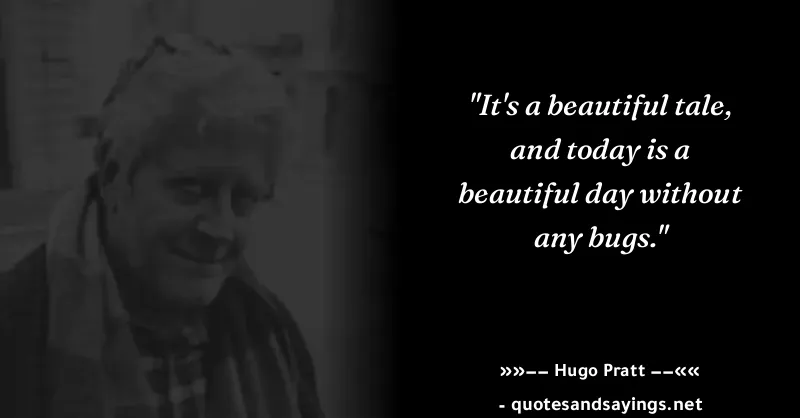 "It's a beautiful tale,
and today is a
beautiful day without
any bugs."
»»−− Hugo Pratt −−««
- quotesandsayings.net